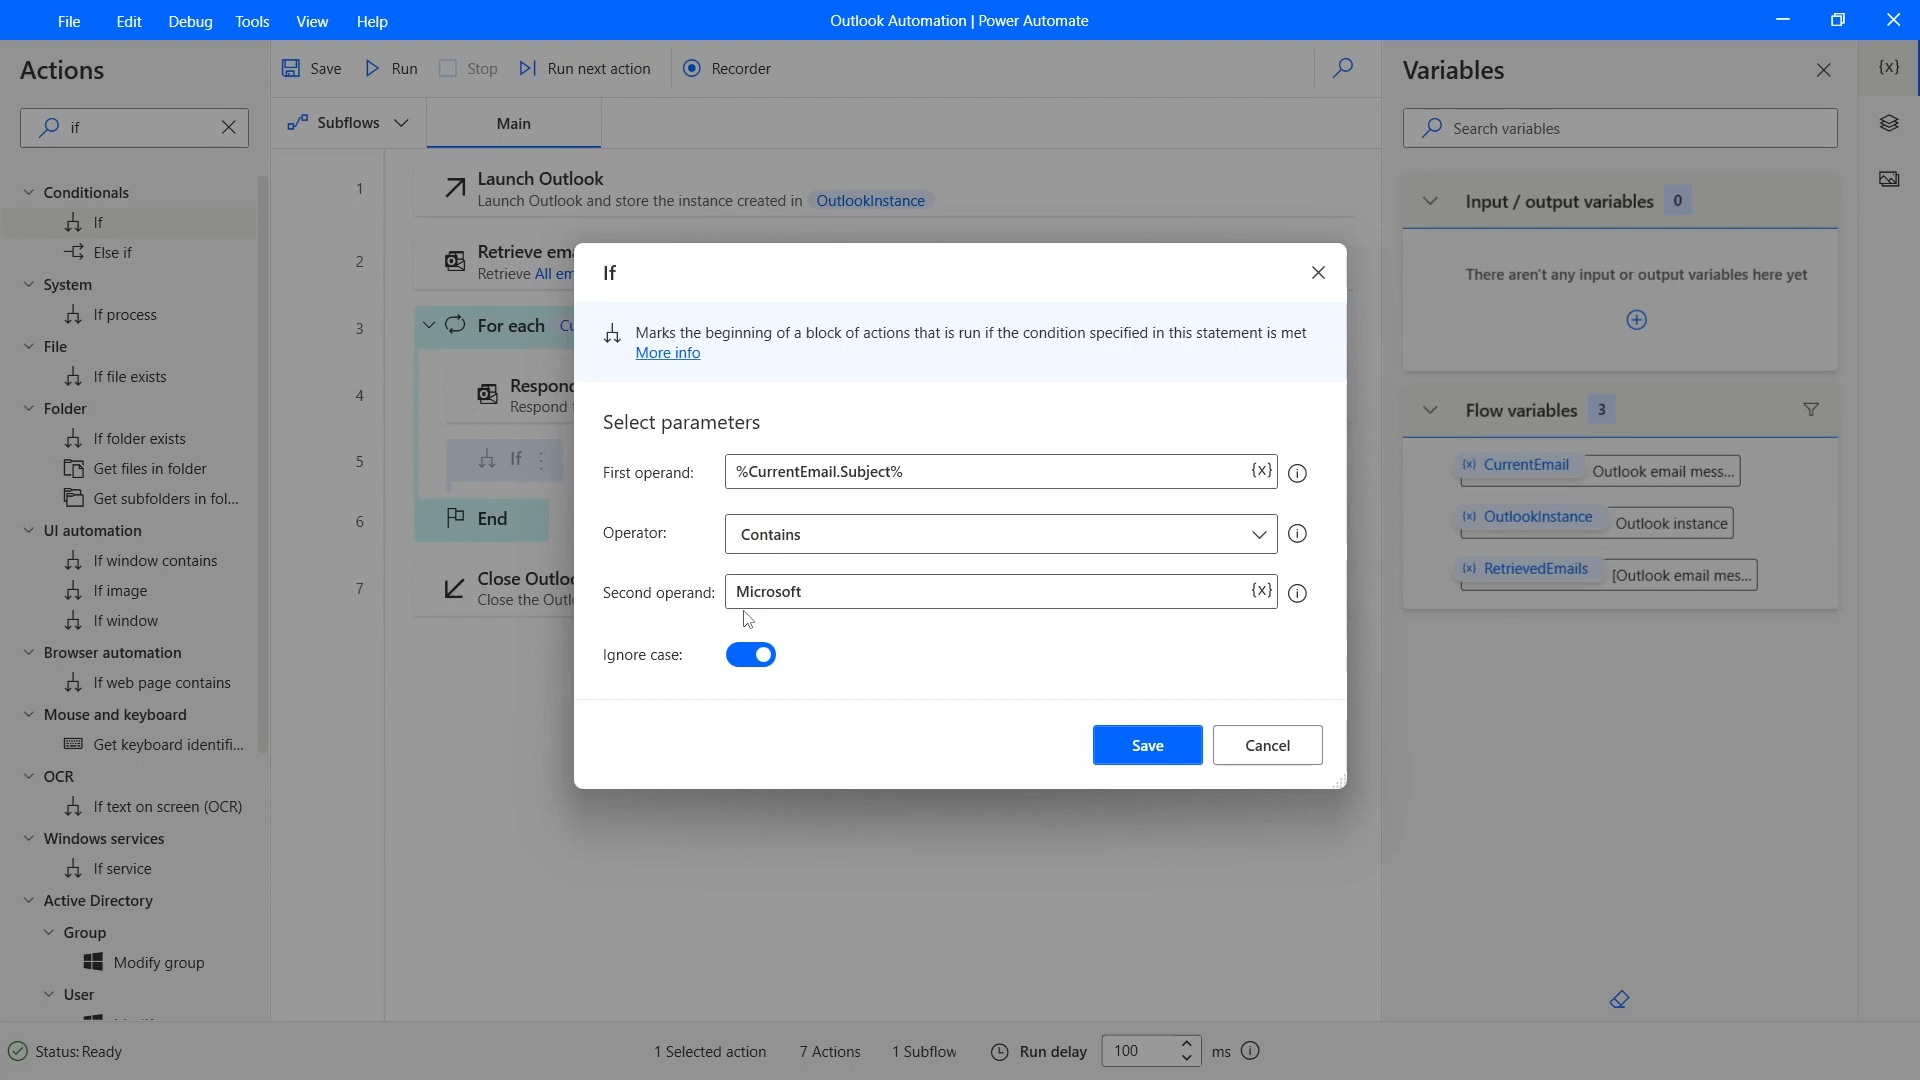 File Edit Debug Tools View Help
Outlook Automation | Power Automate
Actions
if
Conditionals
If
Else if
System
If process
File
If file exists
Folder
If folder exists
Get files in folder
Get subfolders in fol...
UI automation
If window contains
If image
If window
Browser automation
If web page contains
Mouse and keyboard
Get keyboard identifi...
OCR
If text on screen (OCR)
Windows services
If service
Active Directory
Group
Modify group
User
Save Run Stop Run next action Recorder
Subflows Main
1 Launch Outlook
Launch Outlook and store the instance created in OutlookInstance
2 Retrieve ema
Retrieve All em
3 For each Cu
4 Respond
Respond
5 If
6 End
7 Close Outlo
Close the Outl
If
Marks the beginning of a block of actions that is run if the condition specified in this statement is met
More info
Select parameters
First operand: %CurrentEmail.Subject% {x}
Operator: Contains
Second operand: Microsoft {x}
Ignore case:
Save Cancel
Variables
{x}
Search variables
Input / output variables 0
There aren't any input or output variables here yet
Flow variables 3
(x) CurrentEmail Outlook email mess...
(x) OutlookInstance Outlook instance
(x) RetrievedEmails [Outlook email mes...
Status: Ready
1 Selected action 7 Actions 1 Subflow Run delay 100 ms